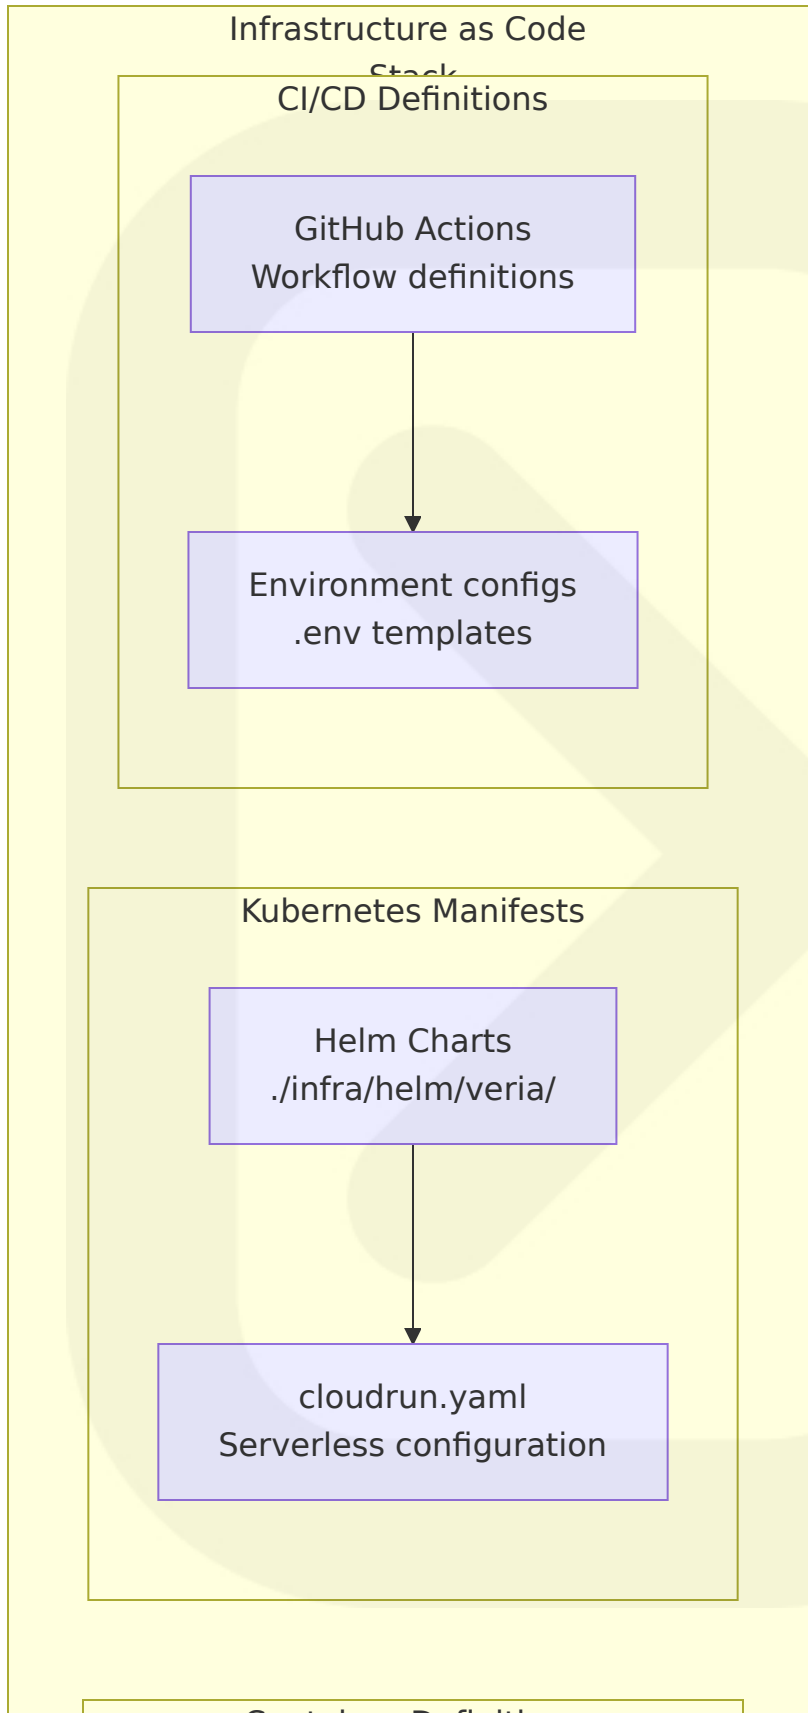 Infrastructure as Code
Stack
CI/CD Definitions
GitHub Actions
Workflow definitions
Environment configs
.env templates
Kubernetes Manifests
Helm Charts
./infra/helm/veria/
cloudrun.yaml
Serverless configuration